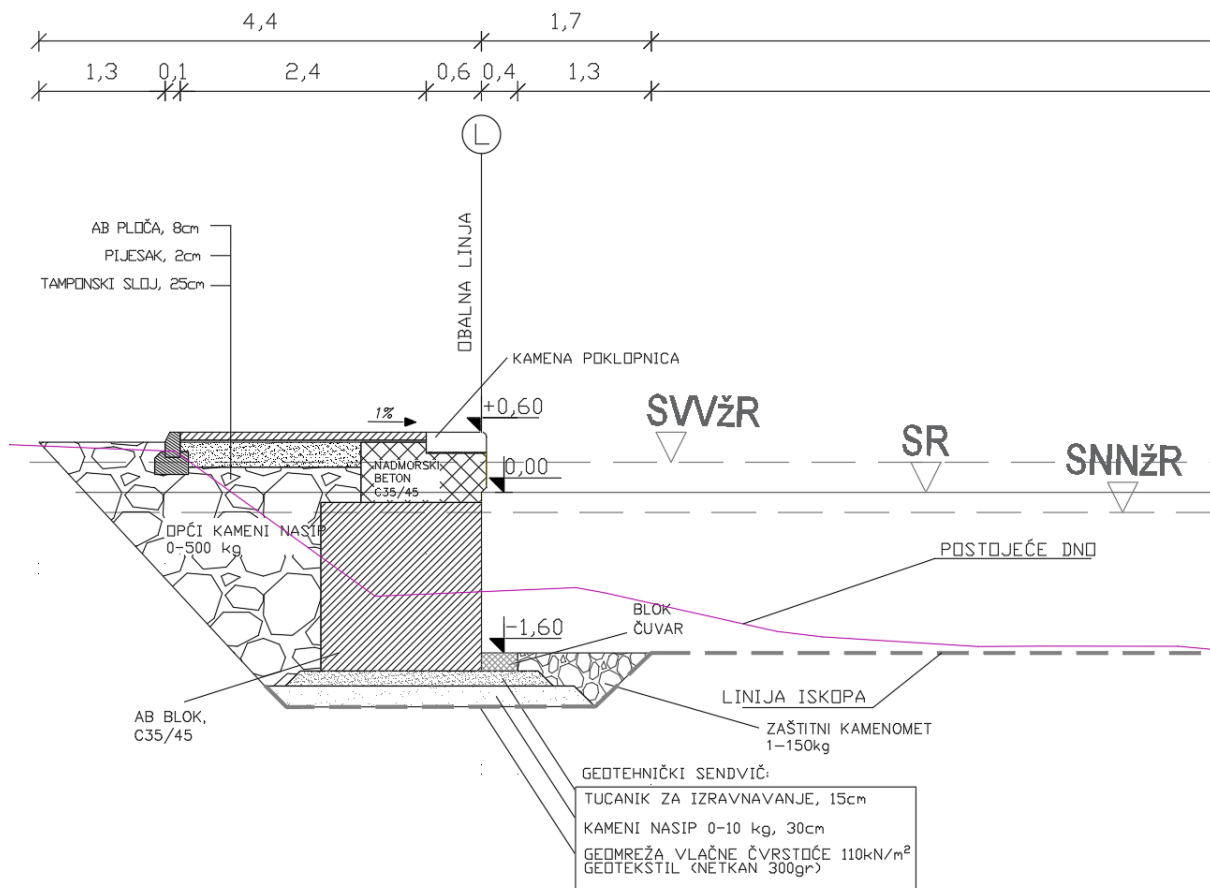 4,4
1,7
1,3
0,1
2,4
0,6
0,4
1,3
L
OBALNA LINJA
AB PLOČA, 8cm
PIJESAK, 2cm
TAMPONSKI SLOJ, 25cm
KAMENA POKLOPNICA
1%
+0,60
SVVŽR
SR
SNNŽR
0,00
NADMORSKI
BETON
C35/45
OPĆI KAMENI NASIP
0-500 kg
POSTOJEĆE DNO
BLOK
ČUVAR
-1,60
LINIJA ISKOPA
AB BLOK,
C35/45
ZAŠTITNI KAMENOMET
1-150kg
GEOTEHNIČKI SENDVIČ:
TUCANIK ZA IZRAVNAVANJE, 15cm
KAMENI NASIP 0-10 kg, 30cm
GEOMREŽA VLAČNE ČVRSTOĆE 110kN/m²
GEOTEKSTIL (NETKAN 300gr)